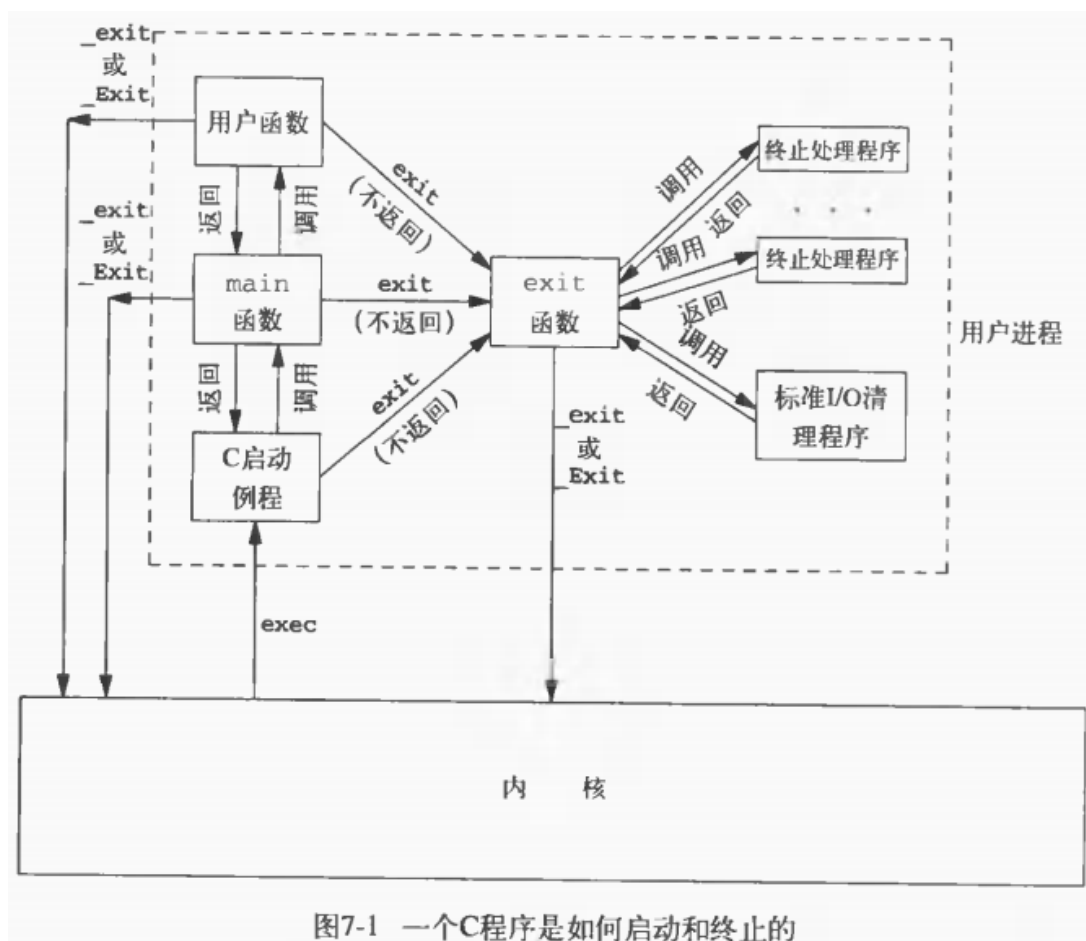 _exit
或
_Exit
用户函数
终止处理程序
exit
(不返回)
调用
返回
. . .
返回
调用
_exit
或
_Exit
调用
终止处理程序
返回
main
函数
exit
(不返回)
exit
函数
用户进程
返回
调用
exit
(不返回)
调用
返回
标准I/O清
理程序
_exit
或
_Exit
C启动
例程
exec
内 核
图7-1 一个C程序是如何启动和终止的